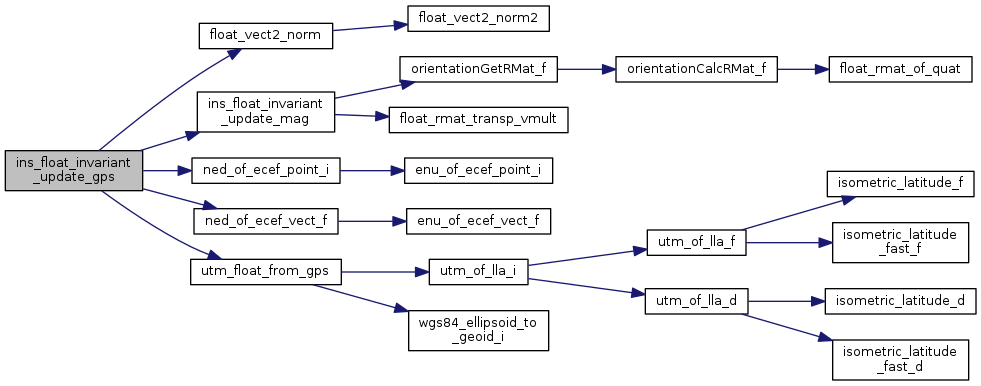 ins_float_invariant
_update_gps
float_vect2_norm
float_vect2_norm2
ins_float_invariant
_update_mag
orientationGetRMat_f
orientationCalcRMat_f
float_rmat_of_quat
float_rmat_transp_vmult
ned_of_ecef_point_i
enu_of_ecef_point_i
ned_of_ecef_vect_f
enu_of_ecef_vect_f
utm_float_from_gps
utm_of_lla_i
utm_of_lla_f
isometric_latitude_f
isometric_latitude
_fast_f
utm_of_lla_d
isometric_latitude_d
isometric_latitude
_fast_d
wgs84_ellipsoid_to
_geoid_i